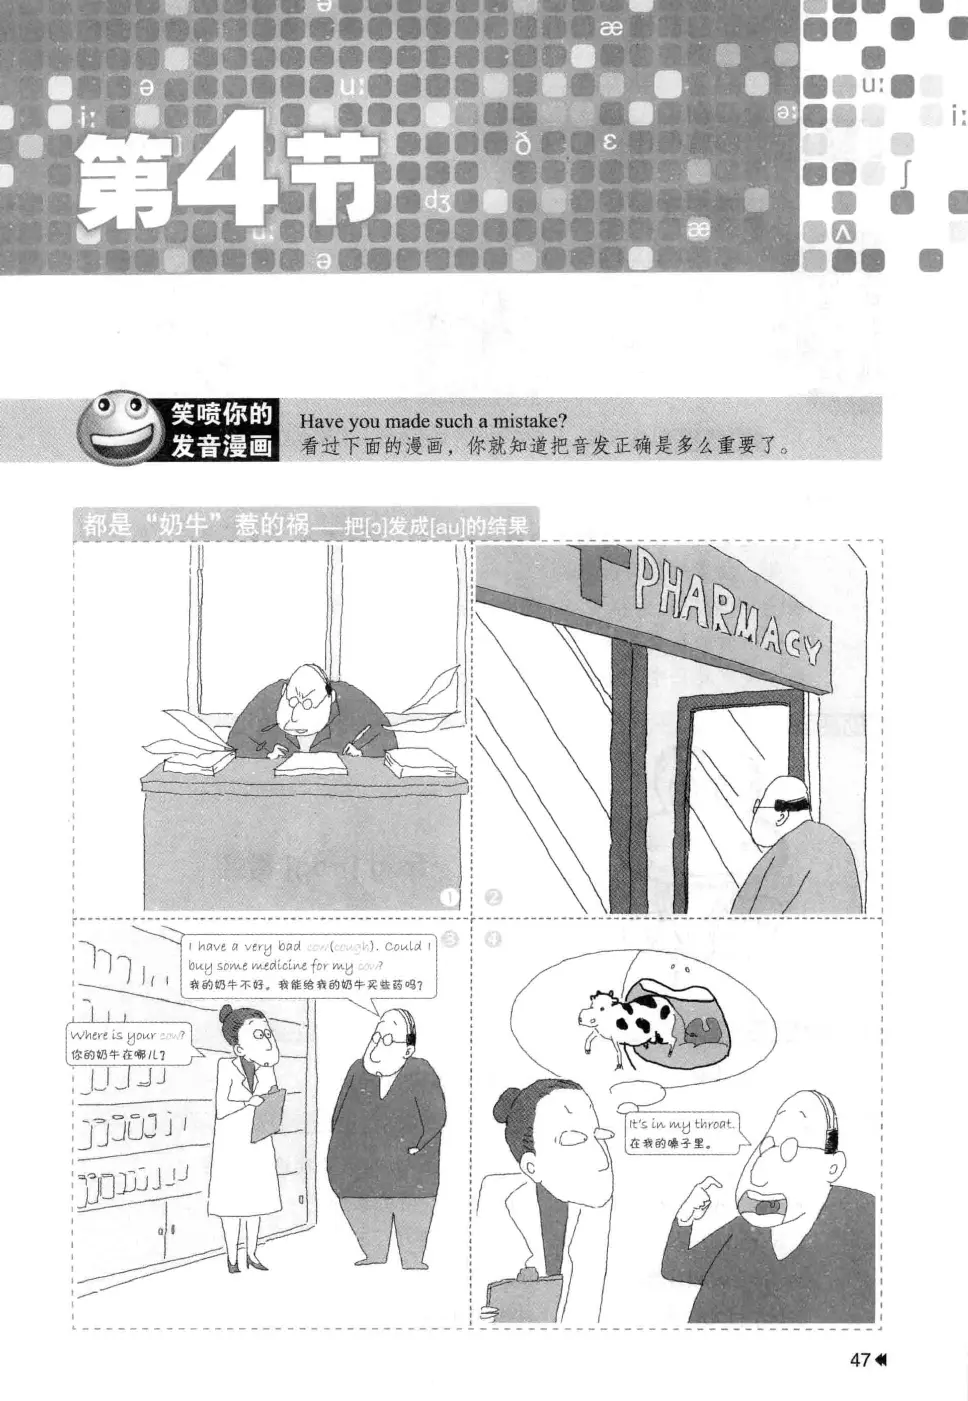 ə
æ
ə
u:
u:
i:
ə:
i:
第4节
ð
ε
ʃ
dʒ
u:
æ
ʌ
ə
笑喷你的
发音漫画
Have you made such a mistake?
看过下面的漫画，你就知道把音发正确是多么重要了。
都是“奶牛”惹的祸——把[ɔ]发成[au]的结果
PHARMACY
1
2
3
4
I have a very bad cow(cough). Could I
buy some medicine for my cow?
我的奶牛不好。我能给我的奶牛买些药吗?
Where is your cow?
你的奶牛在哪儿?
It's in my throat.
在我的嗓子里。
47